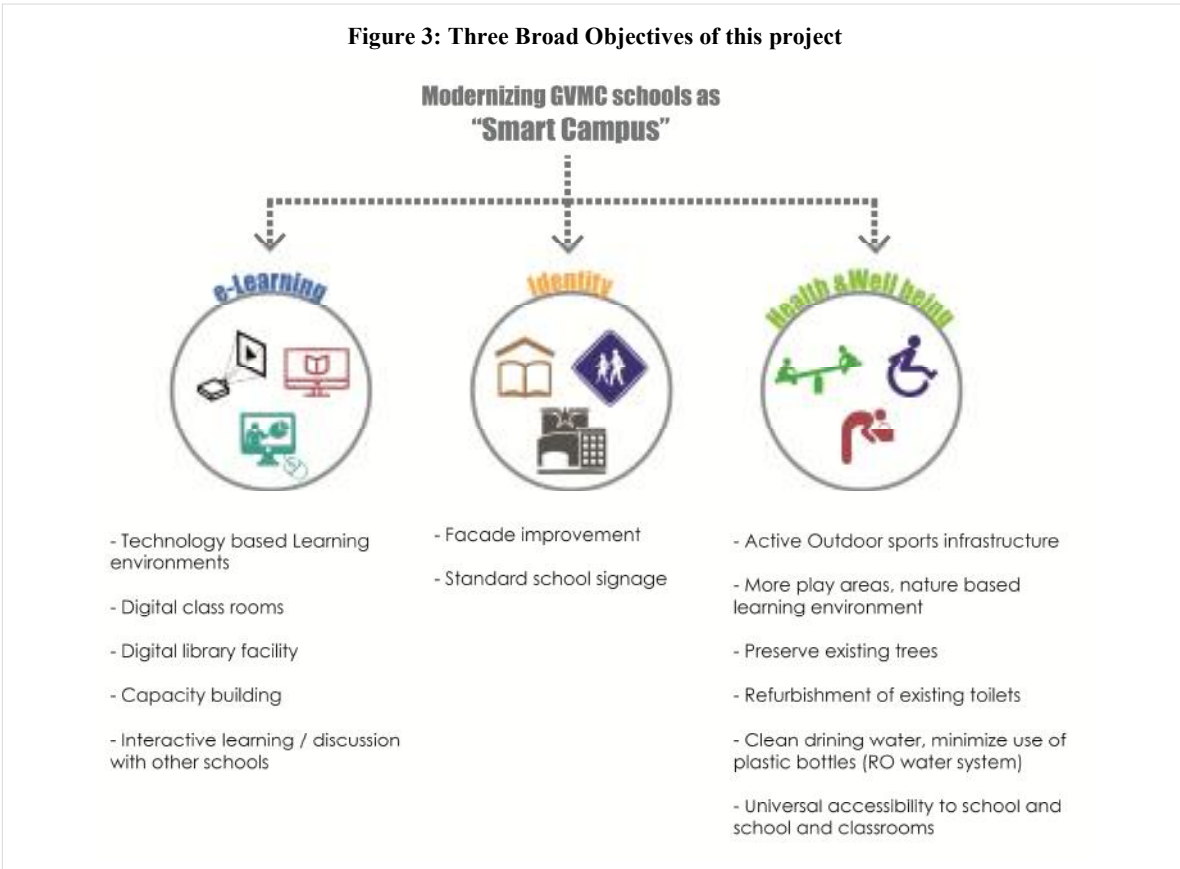 Figure 3: Three Broad Objectives of this project
Modernizing GVMC schools as
“Smart Campus”
e-Learning
Identity
Health &Well being
- Technology based Learning
environments
- Digital class rooms
- Digital library facility
- Capacity building
- Interactive learning / discussion
with other schools
- Facade improvement
- Standard school signage
- Active Outdoor sports infrastructure
- More play areas, nature based
learning environment
- Preserve existing trees
- Refurbishment of existing toilets
- Clean drining water, minimize use of
plastic bottles (RO water system)
- Universal accessibility to school and
school and classrooms